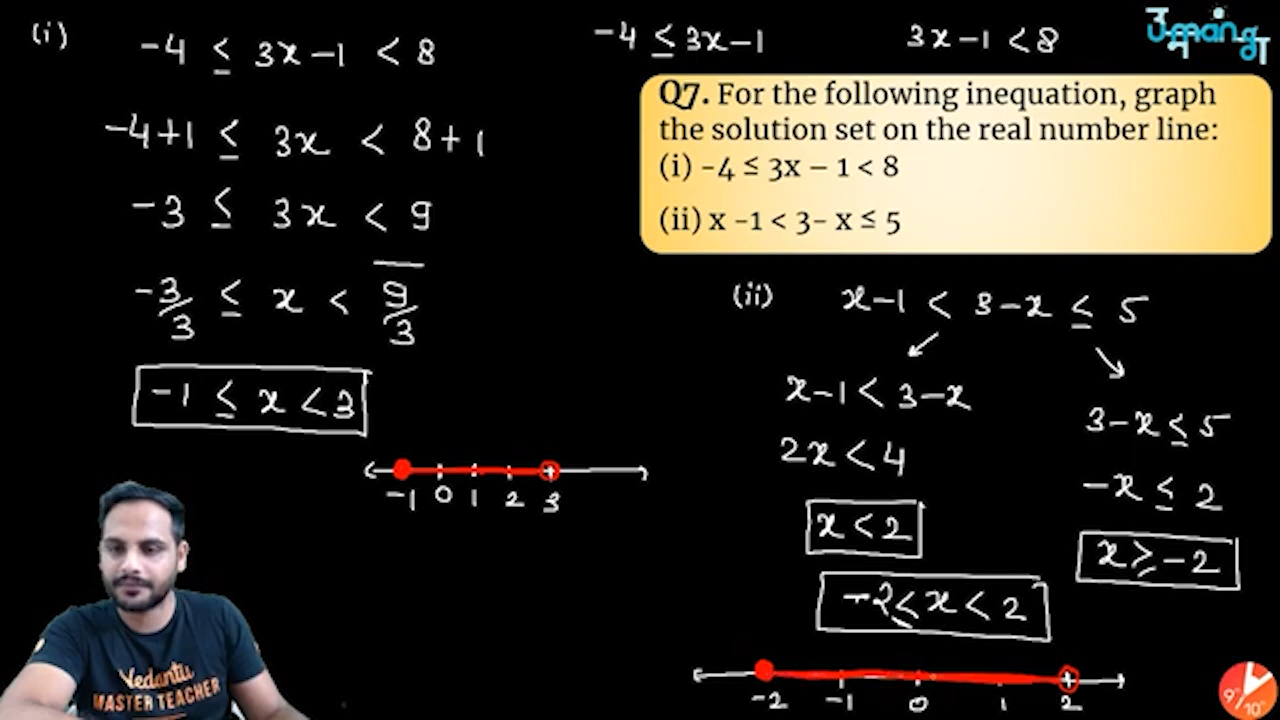 (i)
-4 ≤ 3x-1 < 8
-4+1 ≤ 3x < 8+1
-3 ≤ 3x < 9
-3/3 ≤ x < 9/3
-1 ≤ x < 3
-1 0 1 2 3
-4 ≤ 3x-1
3x-1 < 8
उमंग
Q7. For the following inequation, graph
the solution set on the real number line:
(i) -4 ≤ 3x – 1 < 8
(ii) x -1 < 3- x ≤ 5
(ii) x-1 < 3-x ≤ 5
x-1 < 3-x
2x < 4
x < 2
3-x ≤ 5
-x ≤ 2
x ≥ -2
-2 ≤ x < 2
-2 -1 0 1 2
Vedantu
MASTER TEACHER
9th/10th